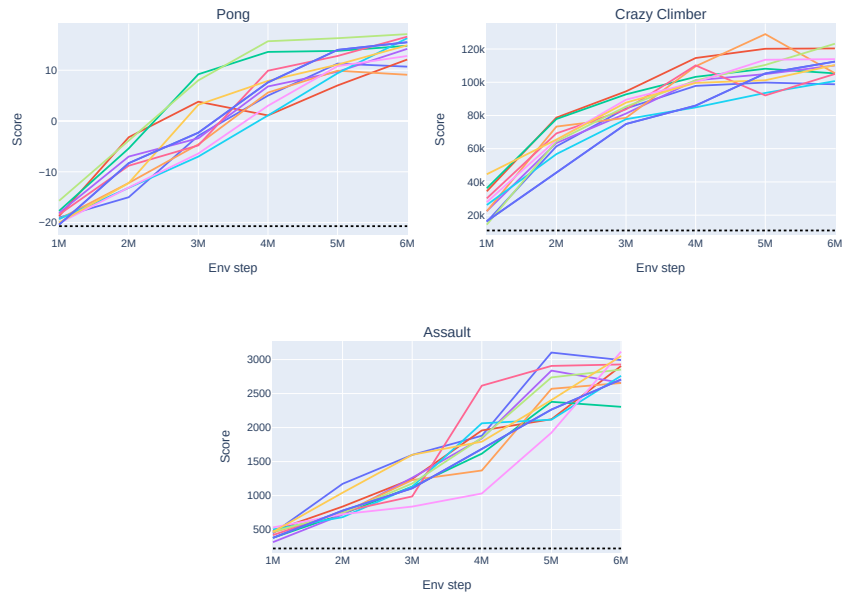 Pong
10
0
−10
−20
Score
1M 2M 3M 4M 5M 6M
Env step
Crazy Climber
120k
100k
80k
60k
40k
20k
Score
1M 2M 3M 4M 5M 6M
Env step
Assault
3000
2500
2000
1500
1000
500
Score
1M 2M 3M 4M 5M 6M
Env step